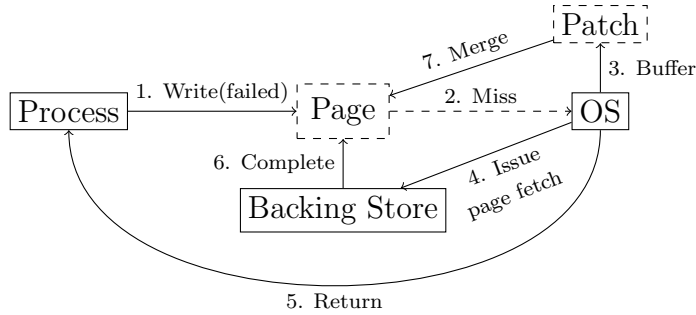 Patch
7. Merge
3. Buffer
1. Write(failed)
Process
Page
2. Miss
OS
6. Complete
4. Issue
page fetch
Backing Store
5. Return